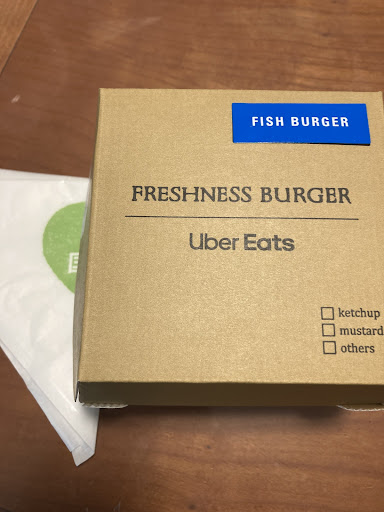 FISH BURGER
FRESHNESS BURGER
Uber Eats
ketchup
mustard
others